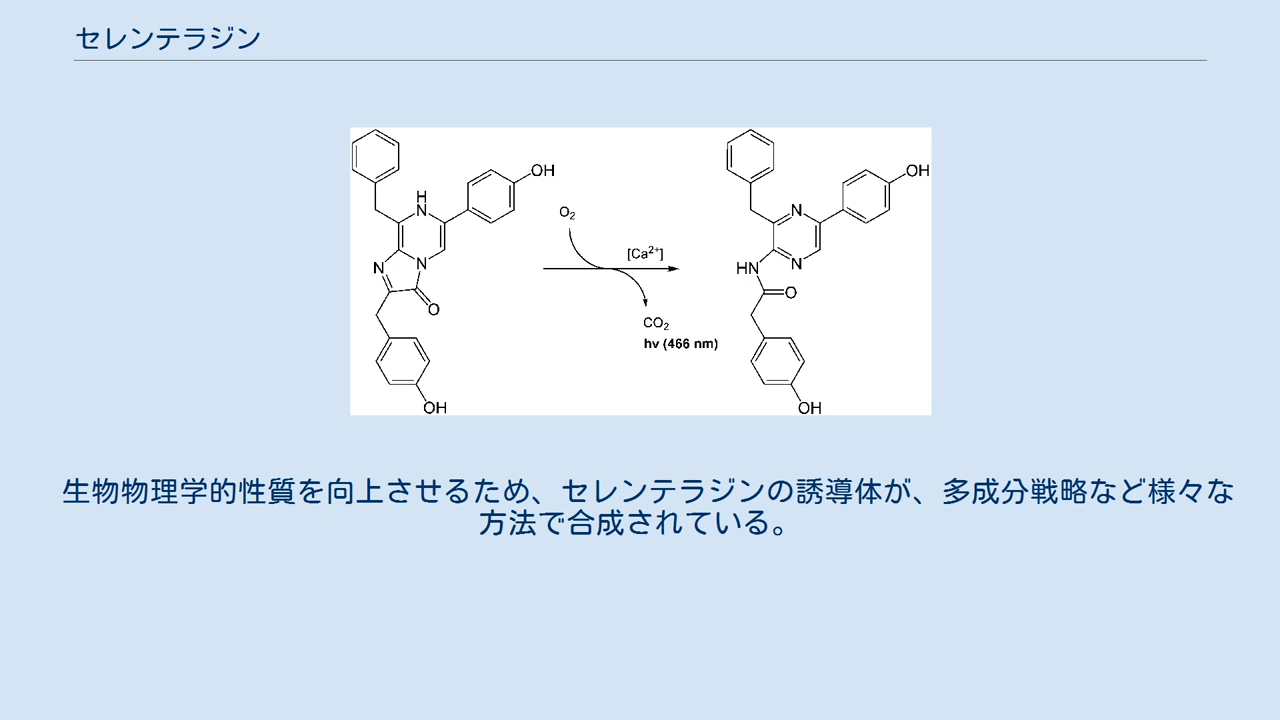 セレンテラジン
OH
H
N
N
N
O
OH
O₂
[Ca²⁺]
CO₂
hν (466 nm)
OH
N
N
HN
O
OH
生物物理学的性質を向上させるため、セレンテラジンの誘導体が、多成分戦略など様々な
方法で合成されている。